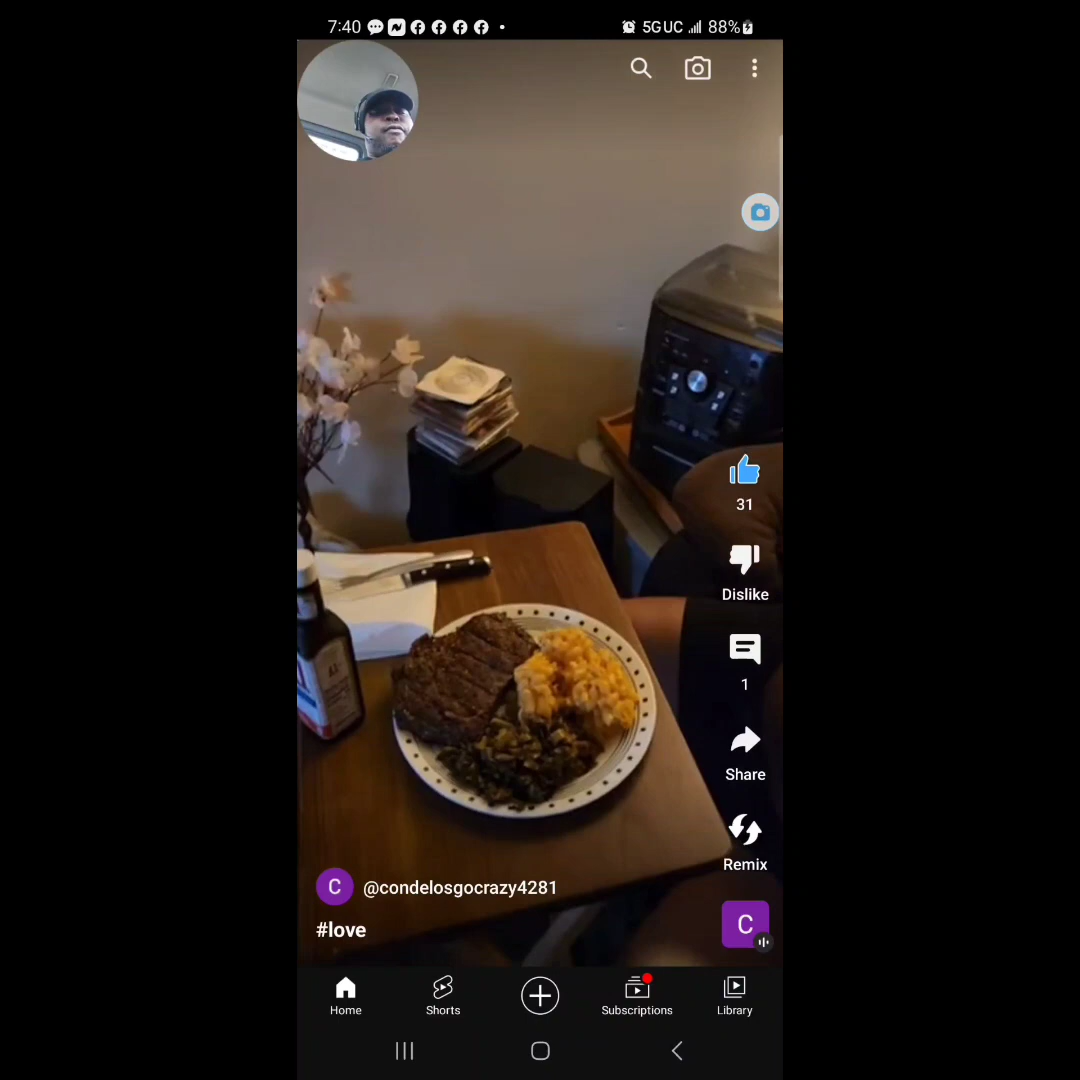 7:40
5GUC 88%
31
Dislike
1
Share
Remix
C @condelosgocrazy4281
#love
C
Home
Shorts
Subscriptions
Library